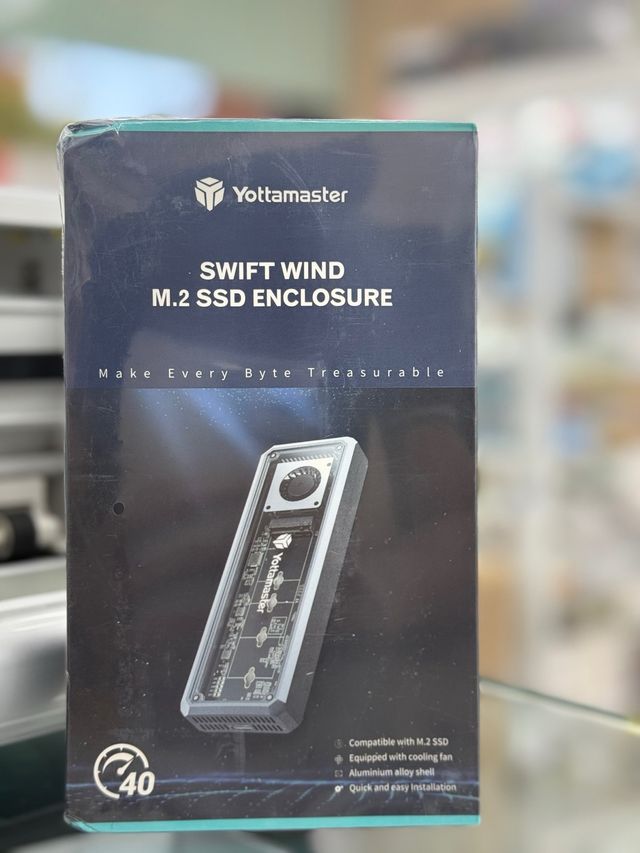 Yottamaster
SWIFT WIND
M.2 SSD ENCLOSURE
Make Every Byte Treasurable
Yottamaster
Compatible with M.2 SSD
Equipped with cooling fan
Aluminium alloy shell
Quick and easy Installation
40